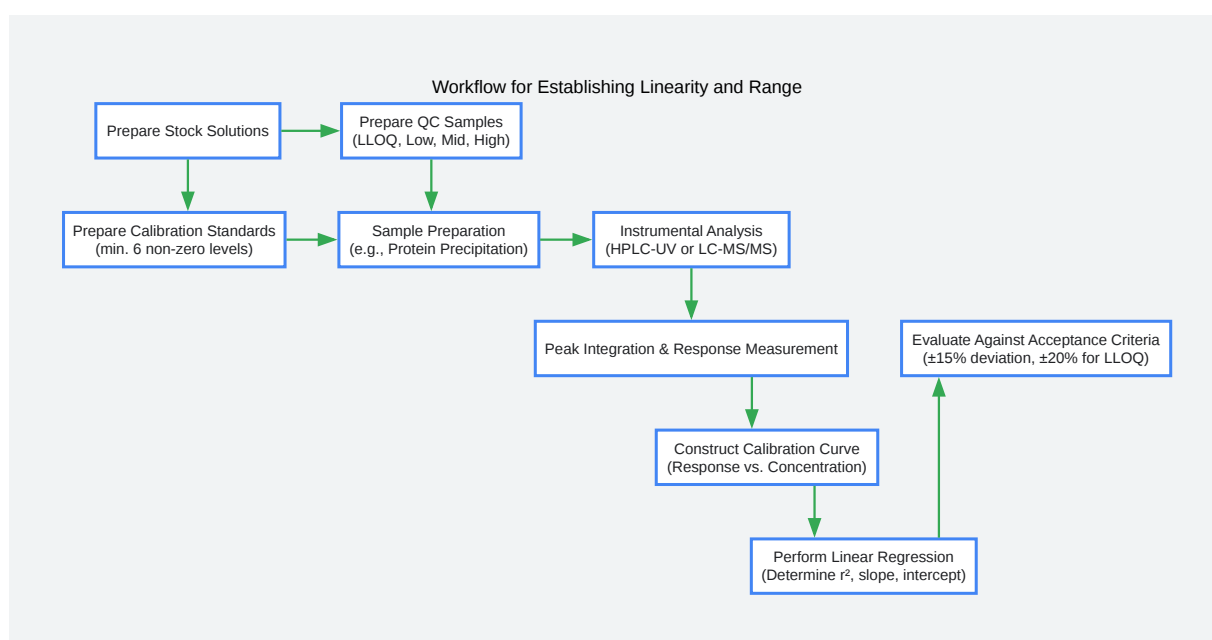 Workflow for Establishing Linearity and Range
Prepare Stock Solutions
Prepare QC Samples
(LLOQ, Low, Mid, High)
Prepare Calibration Standards
(min. 6 non-zero levels)
Sample Preparation
(e.g., Protein Precipitation)
Instrumental Analysis
(HPLC-UV or LC-MS/MS)
Peak Integration & Response Measurement
Evaluate Against Acceptance Criteria
(±15% deviation, ±20% for LLOQ)
Construct Calibration Curve
(Response vs. Concentration)
Perform Linear Regression
(Determine r², slope, intercept)